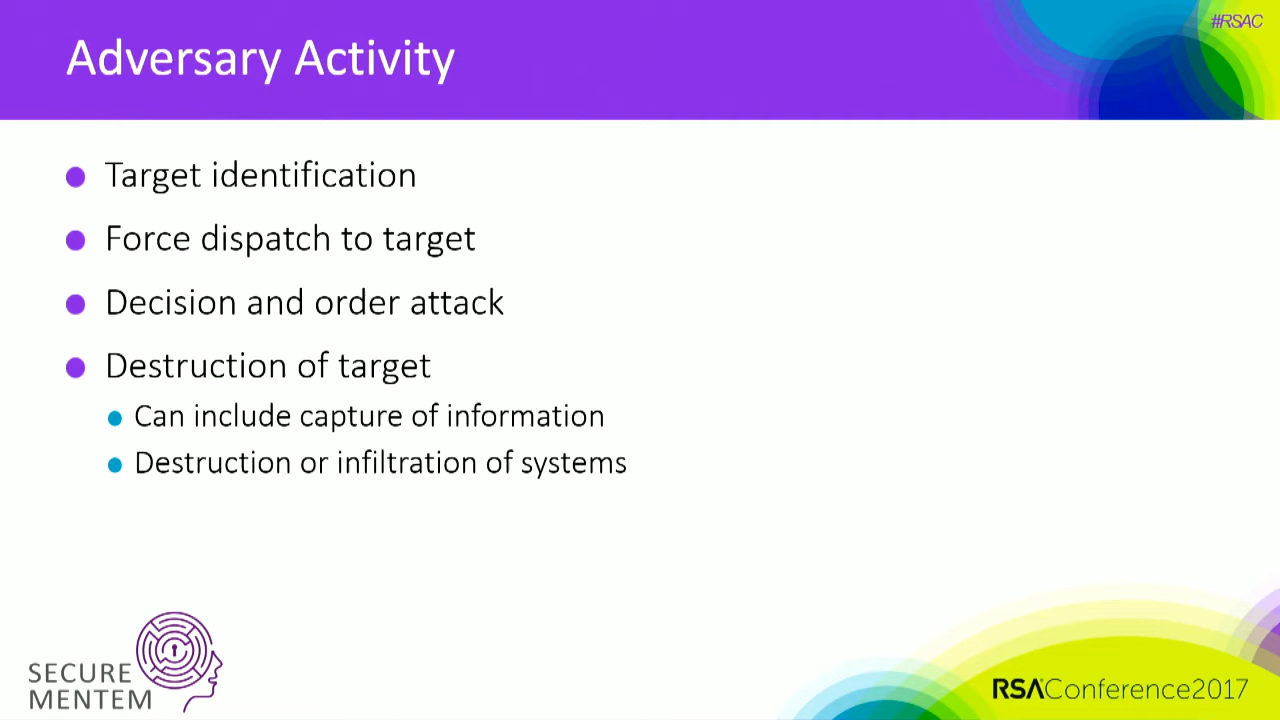 #RSAC
Adversary Activity
Target identification
Force dispatch to target
Decision and order attack
Destruction of target
Can include capture of information
Destruction or infiltration of systems
SECURE
MENTEM
RSAConference2017